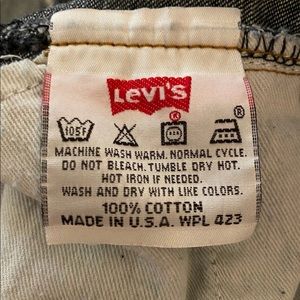 Levi's
®
105F
®
MACHINE WASH WARM. NORMAL CYCLE.
DO NOT BLEACH. TUMBLE DRY HOT.
HOT IRON IF NEEDED.
WASH AND DRY WITH LIKE COLORS.
100% COTTON
MADE IN U.S.A. WPL 423